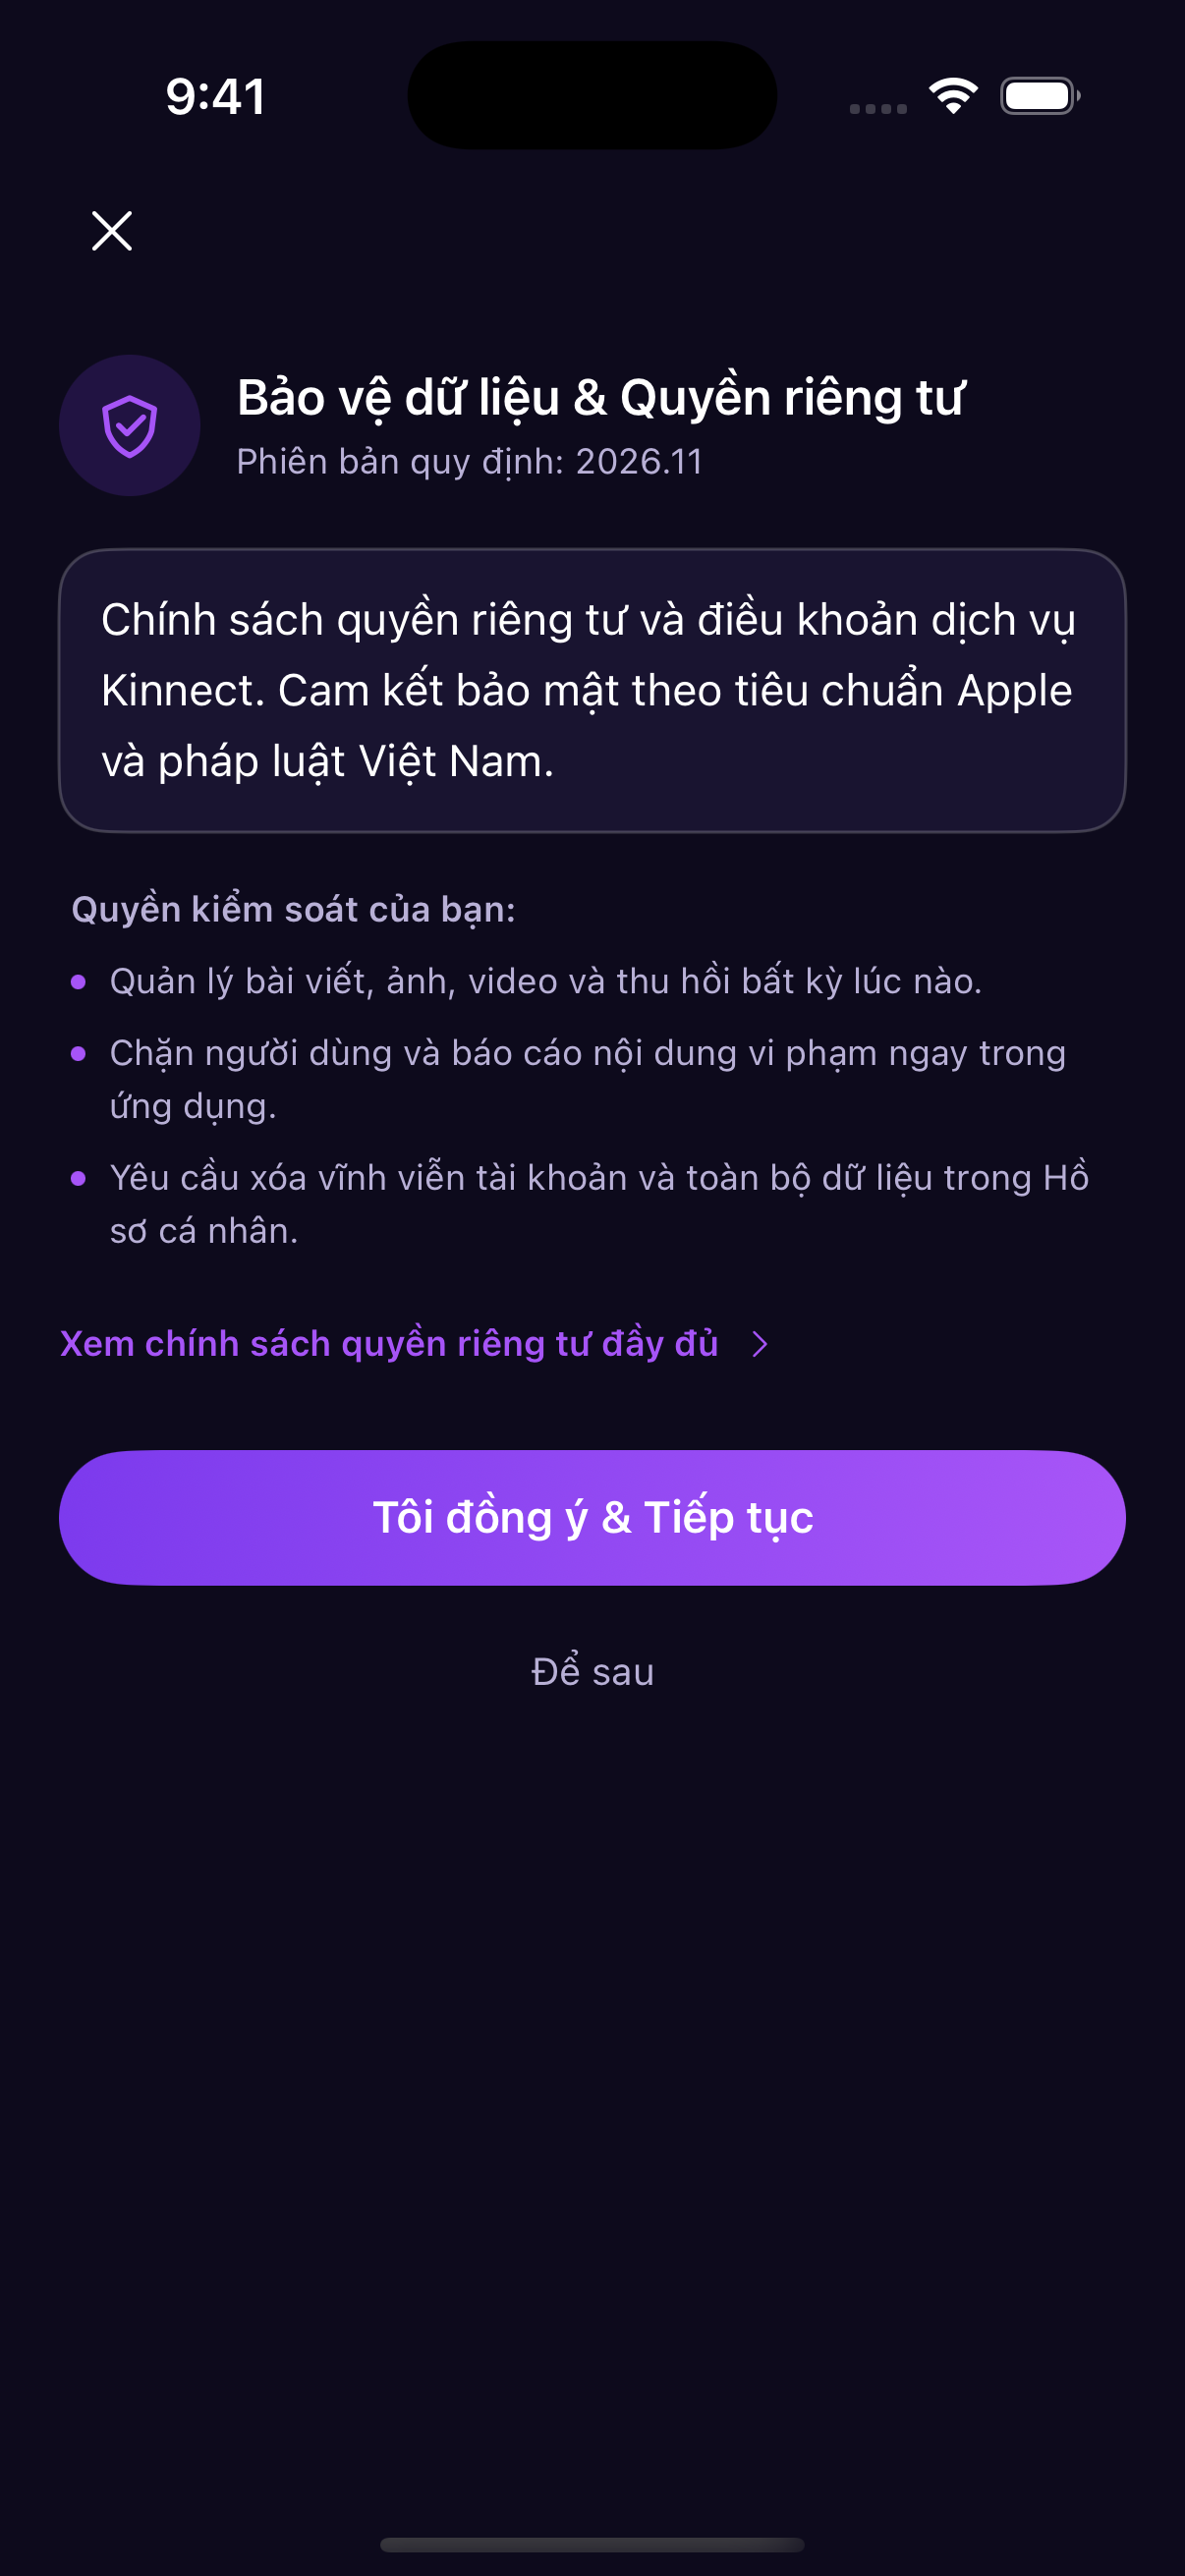 9:41
Bảo vệ dữ liệu & Quyền riêng tư
Phiên bản quy định: 2026.11
Chính sách quyền riêng tư và điều khoản dịch vụ
Kinnect. Cam kết bảo mật theo tiêu chuẩn Apple
và pháp luật Việt Nam.
Quyền kiểm soát của bạn:
Quản lý bài viết, ảnh, video và thu hồi bất kỳ lúc nào.
Chặn người dùng và báo cáo nội dung vi phạm ngay trong
ứng dụng.
Yêu cầu xóa vĩnh viễn tài khoản và toàn bộ dữ liệu trong Hồ
sơ cá nhân.
Xem chính sách quyền riêng tư đầy đủ
Tôi đồng ý & Tiếp tục
Để sau